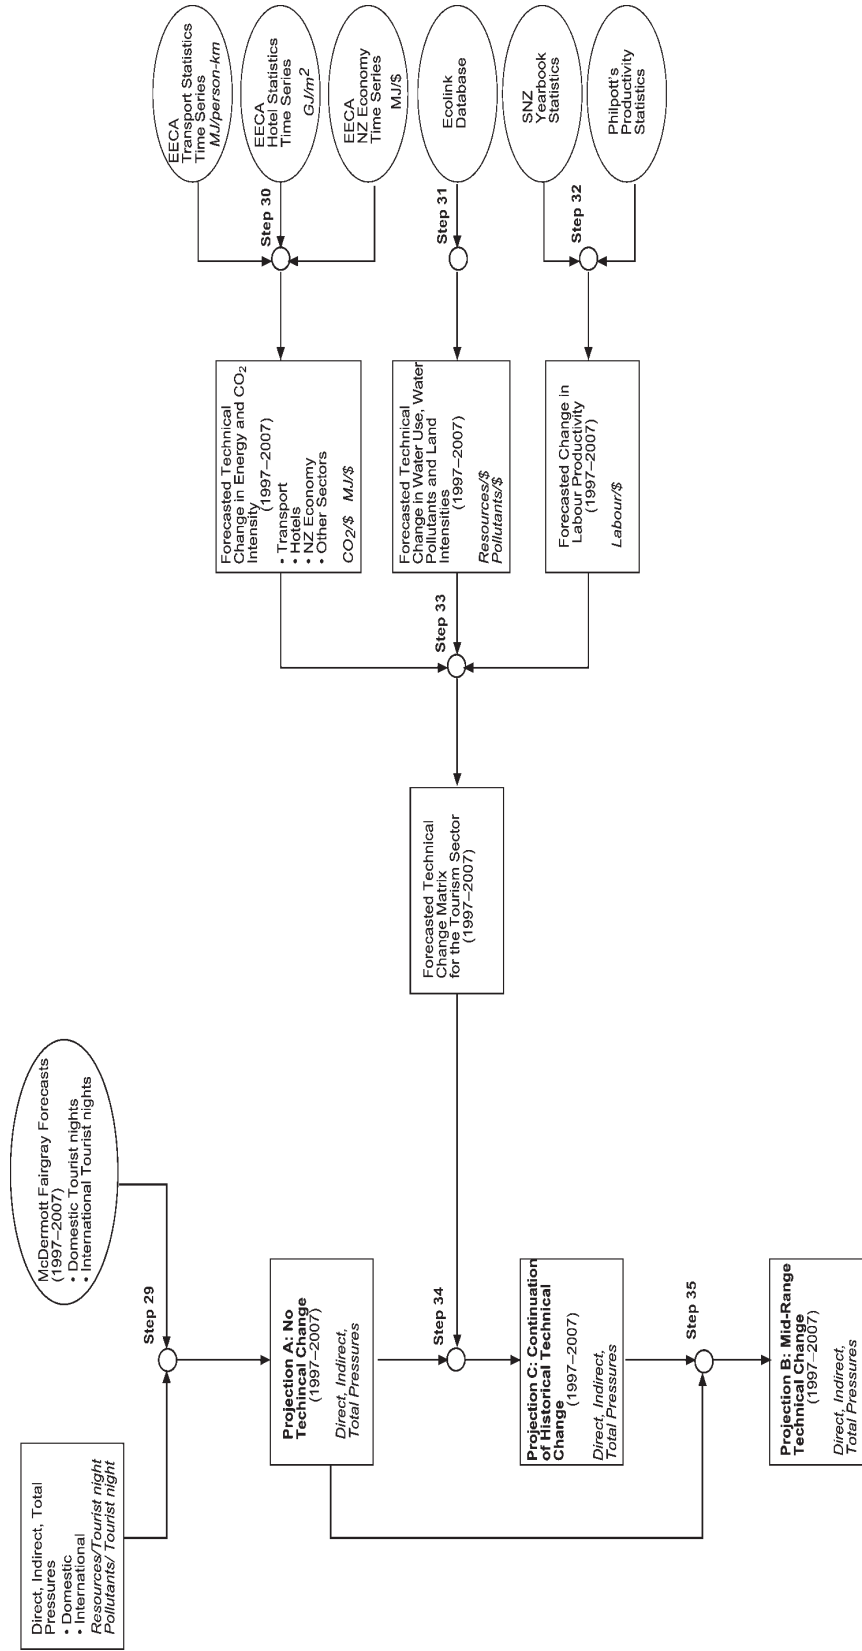 Direct, Indirect, Total
Pressures
• Domestic
• International
Resources/Tourist night
Pollutants/ Tourist night
McDermott Fairgray Forecasts
(1997–2007)
• Domestic Tourist nights
• International Tourist nights
Step 29
Projection A: No
Techincal Change
(1997–2007)
Direct, Indirect,
Total Pressures
Step 34
Projection C: Continuation
of Historical Technical
Change
(1997–2007)
Direct, Indirect,
Total Pressures
Step 35
Projection B: Mid-Range
Technical Change
(1997–2007)
Direct, Indirect,
Total Pressures
Forecasted Technical
Change Matrix
for the Tourism Sector
(1997–2007)
Step 33
Forecasted Technical
Change in Energy and CO2
Intensity
(1997–2007)
• Transport
• Hotels
• NZ Economy
• Other Sectors
CO2/$ MJ/$
Forecasted Technical
Change in Water Use, Water
Pollutants and Land
Intensities
(1997–2007)
Resources/$
Pollutants/$
Forecasted Change in
Labour Productivity
(1997–2007)
Labour/$
Step 30
Step 31
Step 32
EECA
Transport Statistics
Time Series
MJ/person-km
EECA
Hotel Statistics
Time Series
GJ/m2
EECA
NZ Economy
Time Series
MJ/$
Ecolink
Database
SNZ
Yearbook
Statistics
Philpott's
Productivity
Statistics